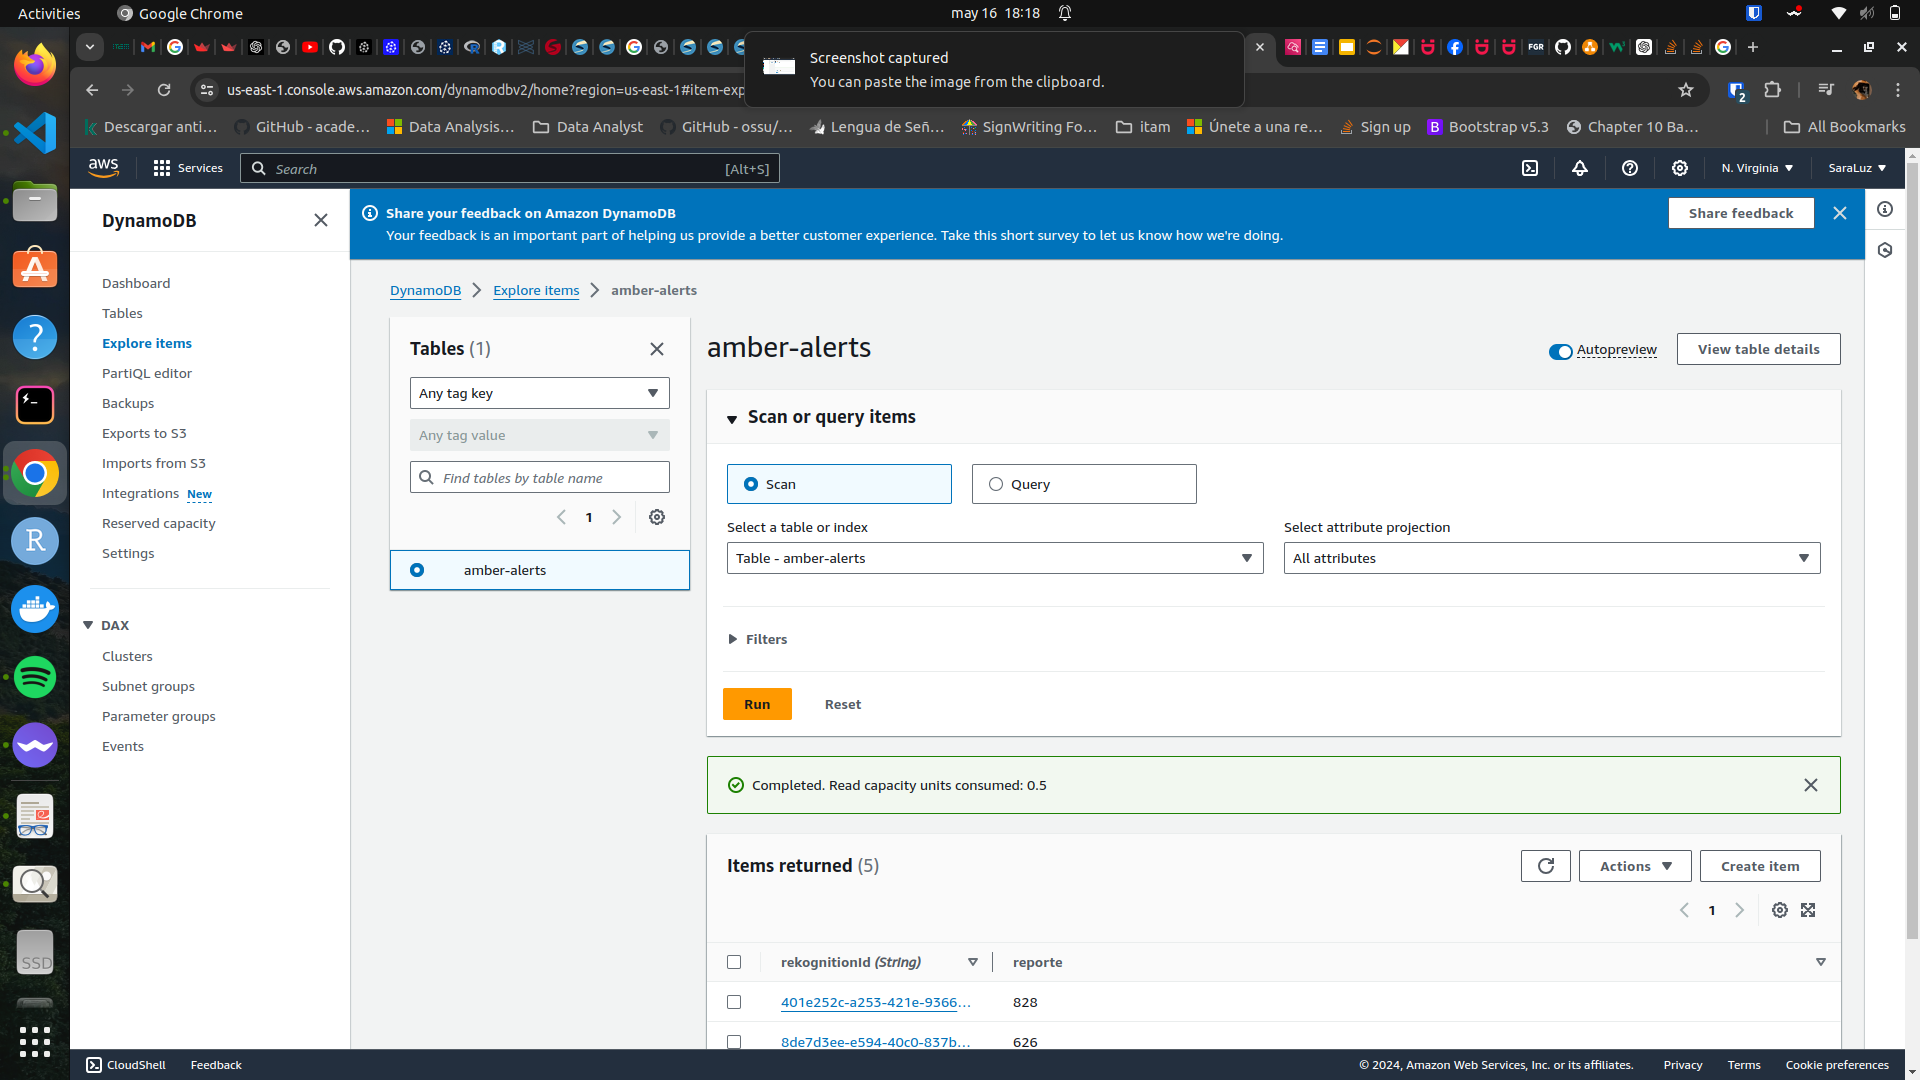 Activities
Google Chrome
may 16 18:18
Screenshot captured
You can paste the image from the clipboard.
FGR
us-east-1.console.aws.amazon.com/dynamodbv2/home?region=us-east-1#item-exp
2
Descargar anti…
GitHub - acade…
Data Analysis…
Data Analyst
GitHub - ossu/…
Lengua de Señ…
SignWriting Fo…
itam
Únete a una re…
Sign up
Bootstrap v5.3
Chapter 10 Ba…
All Bookmarks
aws
Services
Search
[Alt+S]
N. Virginia
SaraLuz
DynamoDB
Dashboard
Tables
Explore items
PartiQL editor
Backups
Exports to S3
Imports from S3
Integrations New
Reserved capacity
Settings
DAX
Clusters
Subnet groups
Parameter groups
Events
Share your feedback on Amazon DynamoDB
Your feedback is an important part of helping us provide a better customer experience. Take this short survey to let us know how we're doing.
Share feedback
DynamoDB
Explore items
amber-alerts
Tables (1)
Any tag key
Any tag value
Find tables by table name
1
amber-alerts
amber-alerts
Autopreview
View table details
Scan or query items
Scan
Query
Select a table or index
Table - amber-alerts
Select attribute projection
All attributes
Filters
Run
Reset
Completed. Read capacity units consumed: 0.5
Items returned (5)
Actions
Create item
1
rekognitionId (String)
reporte
401e252c-a253-421e-9366…
828
8de7d3ee-e594-40c0-837b…
626
SSD
CloudShell
Feedback
© 2024, Amazon Web Services, Inc. or its affiliates.
Privacy
Terms
Cookie preferences